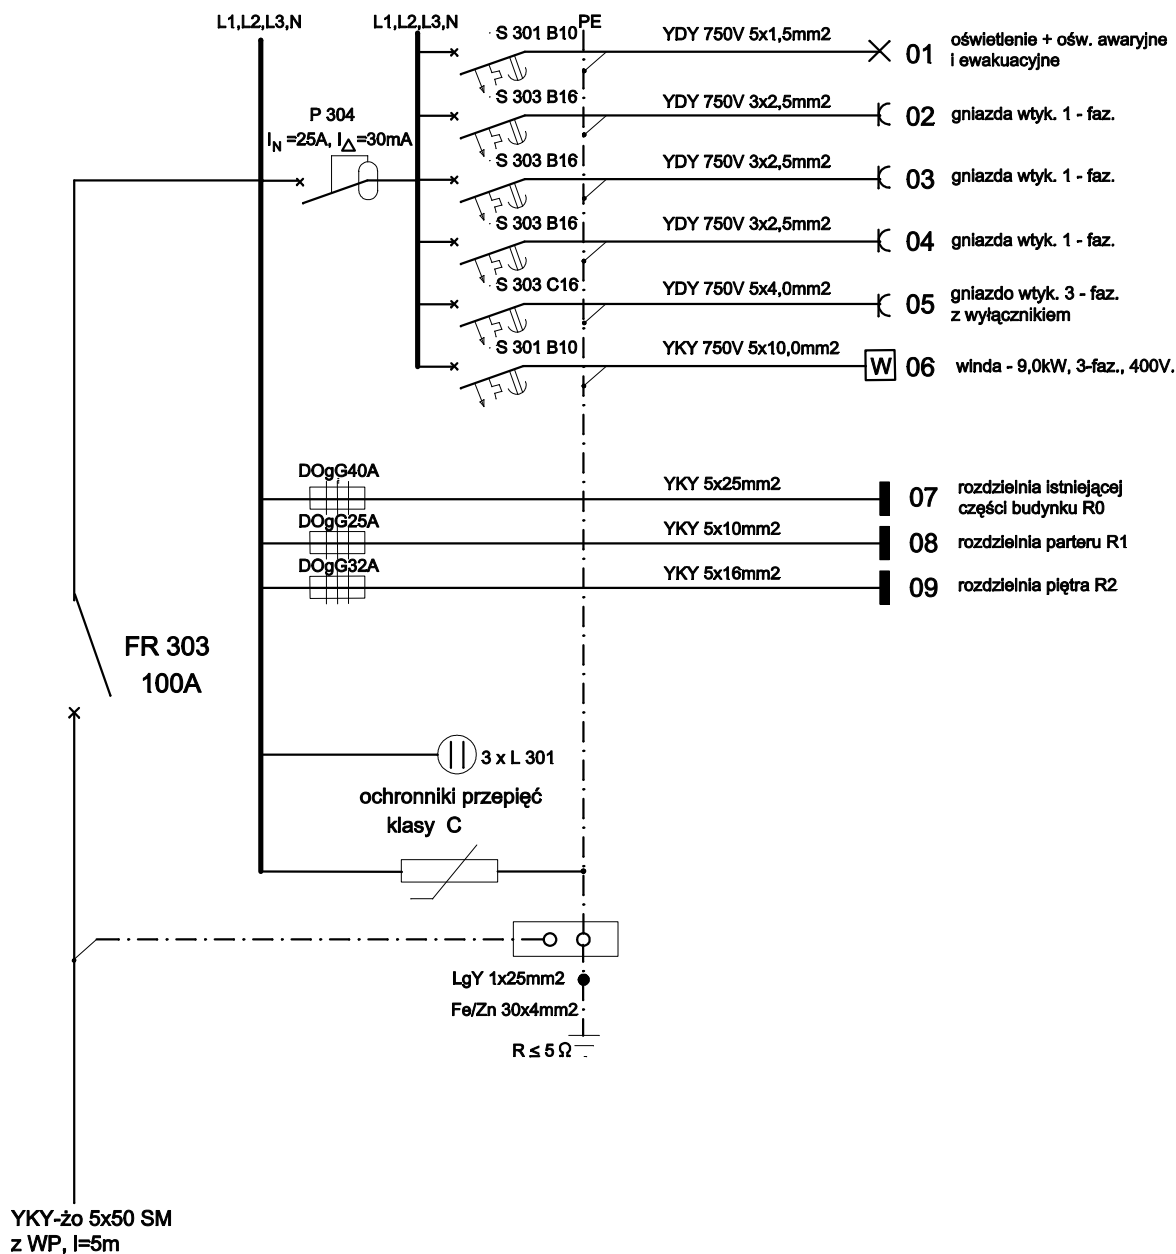 L1,L2,L3,N
L1,L2,L3,N
PE
S 301 B10
YDY 750V 5x1,5mm2
01
oświetlenie + ośw. awaryjne
i ewakuacyjne
P 304
I N =25A, I △ =30mA
S 303 B16
YDY 750V 3x2,5mm2
02
gniazda wtyk. 1 - faz.
S 303 B16
YDY 750V 3x2,5mm2
03
gniazda wtyk. 1 - faz.
S 303 B16
YDY 750V 3x2,5mm2
04
gniazda wtyk. 1 - faz.
S 303 C16
YDY 750V 5x4,0mm2
05
gniazdo wtyk. 3 - faz.
z wyłącznikiem
S 301 B10
YKY 750V 5x10,0mm2
W
06
winda - 9,0kW, 3-faz., 400V.
DOgG40A
YKY 5x25mm2
07
rozdzielnia istniejącej
części budynku R0
DOgG25A
YKY 5x10mm2
08
rozdzielnia parteru R1
DOgG32A
YKY 5x16mm2
09
rozdzielnia piętra R2
FR 303
100A
3 x L 301
ochronniki przepięć
klasy C
LgY 1x25mm2
Fe/Zn 30x4mm2
R ≤ 5 Ω
YKY-żo 5x50 SM
z WP, l=5m